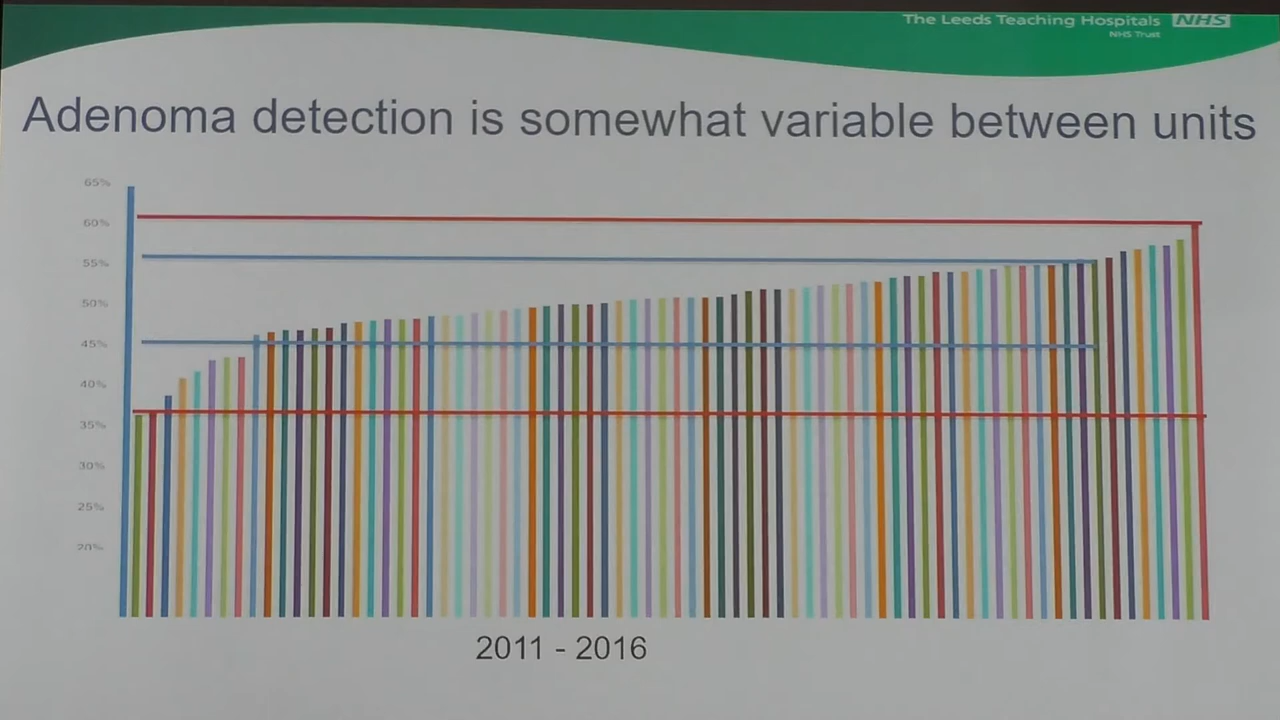 The Leeds Teaching Hospitals NHS
NHS Trust
Adenoma detection is somewhat variable between units
65%
60%
55%
50%
45%
40%
35%
30%
25%
20%
2011 - 2016